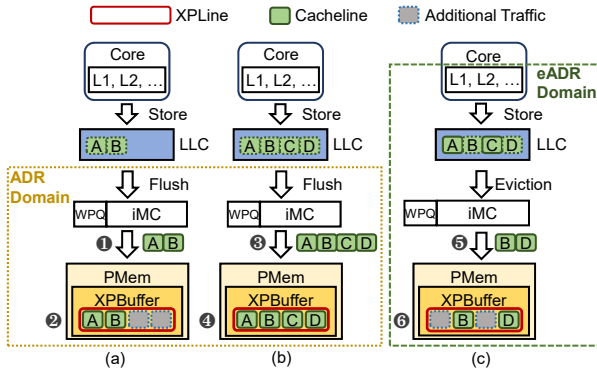 XPLine Cacheline Additional Traffic
Core Core Core
L1, L2, … L1, L2, … L1, L2, …
eADR Domain
Store Store Store
A B LLC A B C D LLC A B C D LLC
ADR Domain
Flush Flush Eviction
WPQ iMC WPQ iMC WPQ iMC
❶ A B ❸ A B C D ❺ B D
PMem PMem PMem
XPBuffer XPBuffer XPBuffer
❷ A B ❹ A B C D ❻ B D
(a) (b) (c)